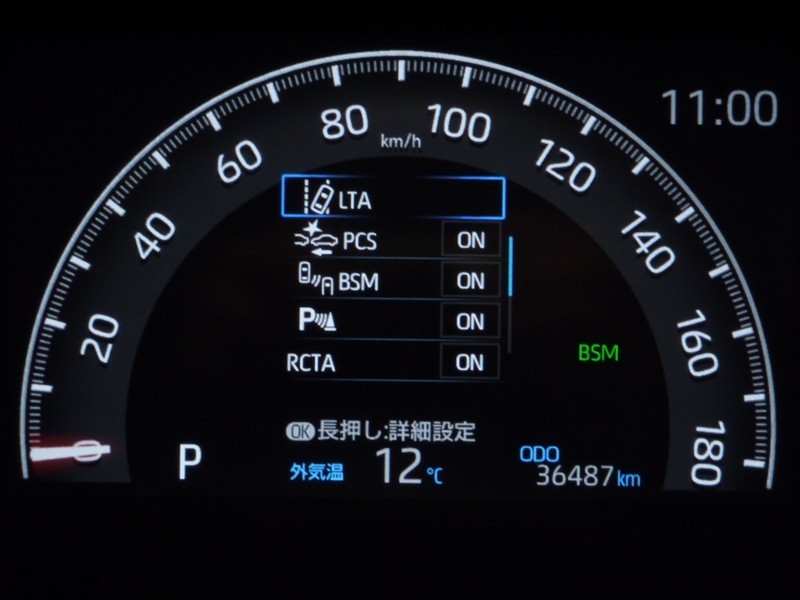 11:00
0
20
40
60
80
100
120
140
160
180
km/h
LTA
PCS ON
BSM ON
P ON
RCTA ON
BSM
OK長押し:詳細設定
P
外気温 12℃
ODO
36487km